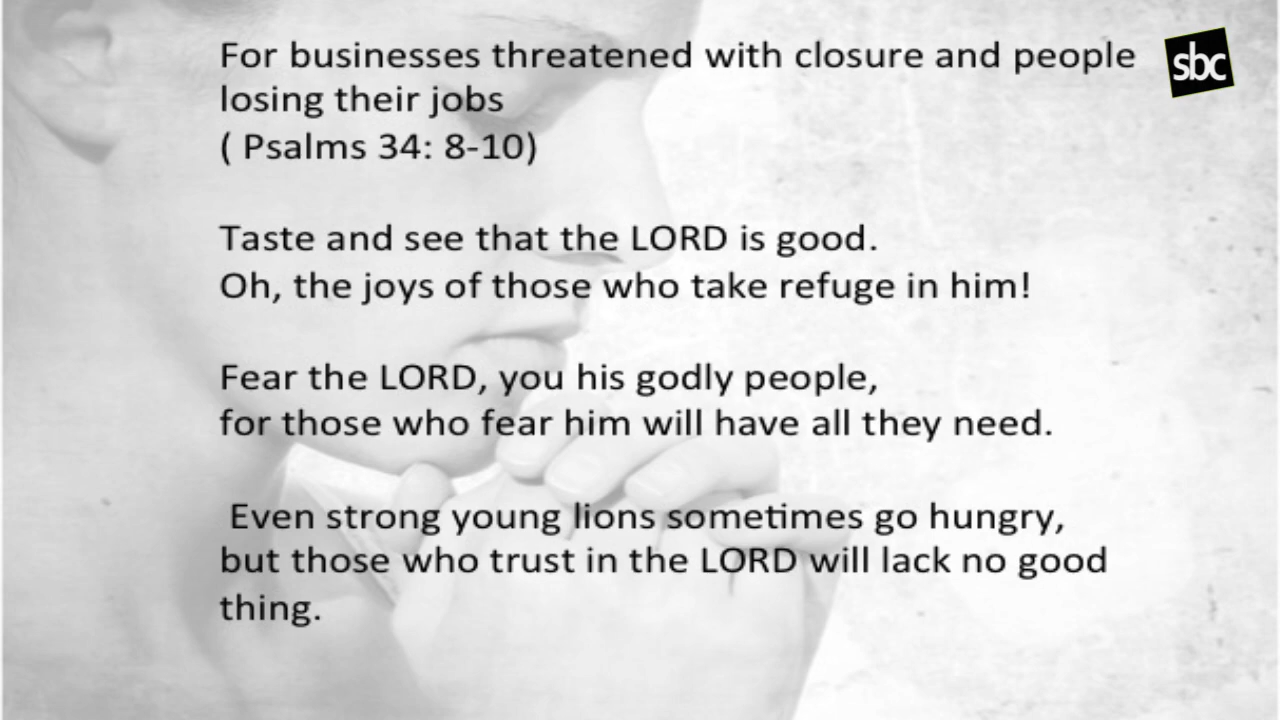 For businesses threatened with closure and people
sbc
losing their jobs
( Psalms 34: 8-10)
Taste and see that the LORD is good.
Oh, the joys of those who take refuge in him!
Fear the LORD, you his godly people,
for those who fear him will have all they need.
Even strong young lions sometimes go hungry,
but those who trust in the LORD will lack no good
thing.